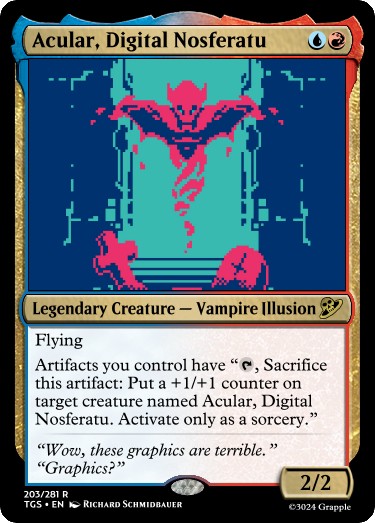 Acular, Digital Nosferatu
Legendary Creature — Vampire Illusion
Flying
Artifacts you control have “, Sacrifice
this artifact: Put a +1/+1 counter on
target creature named Acular, Digital
Nosferatu. Activate only as a sorcery.”
“Wow, these graphics are terrible.”
“Graphics?”
2/2
203/281 R
TGS • EN Richard Schmidbauer
©3024 Grapple